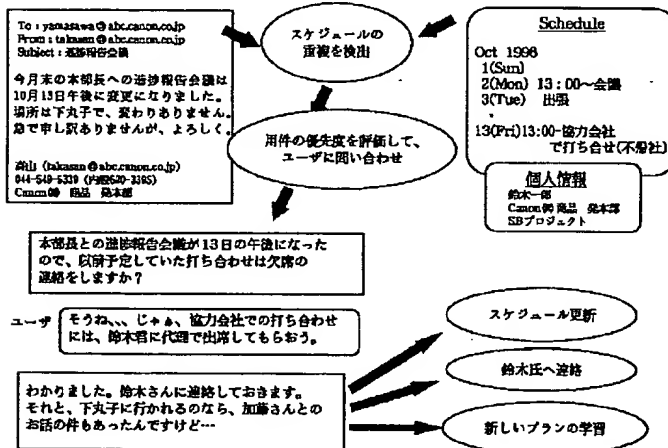 To : yamasawa@abc.canon.co.jp
From : takasan@abc.canon.co.jp
Subject : 進捗報告会議
今月末の本部長への進捗報告会議は
10月13日午後に変更になりました。
場所は下丸子で、変わりありません。
急で申し訳ありませんが、よろしく。
高山 (takasan@abc.canon.co.jp)
044-549-5339 (内線620-3395)
Canon㈱ 商品 発本部
スケジュールの
重複を検出
用件の優先度を評価して、
ユーザに問い合わせ
Schedule
Oct 1998
1(Sun)
2(Mon) 13:00〜会議
3(Tue) 出張
13(Fri)13:00-協力会社
で打ち合せ(不帰社)
個人情報
鈴木一郎
Canon㈱ 商品 発本部
SBプロジェクト
本部長との進捗報告会議が13日の午後になった
ので、以前予定していた打ち合わせは欠席の
連絡をしますか？
ユーザ
そうね、、、じゃぁ、協力会社での打ち合わせ
には、鈴木君に代理で出席してもらおう。
わかりました。鈴木さんに連絡しておきます。
それと、下丸子に行かれるのなら、加藤さんとの
お話の件もあったんですけど…
スケジュール更新
鈴木氏へ連絡
新しいプランの学習